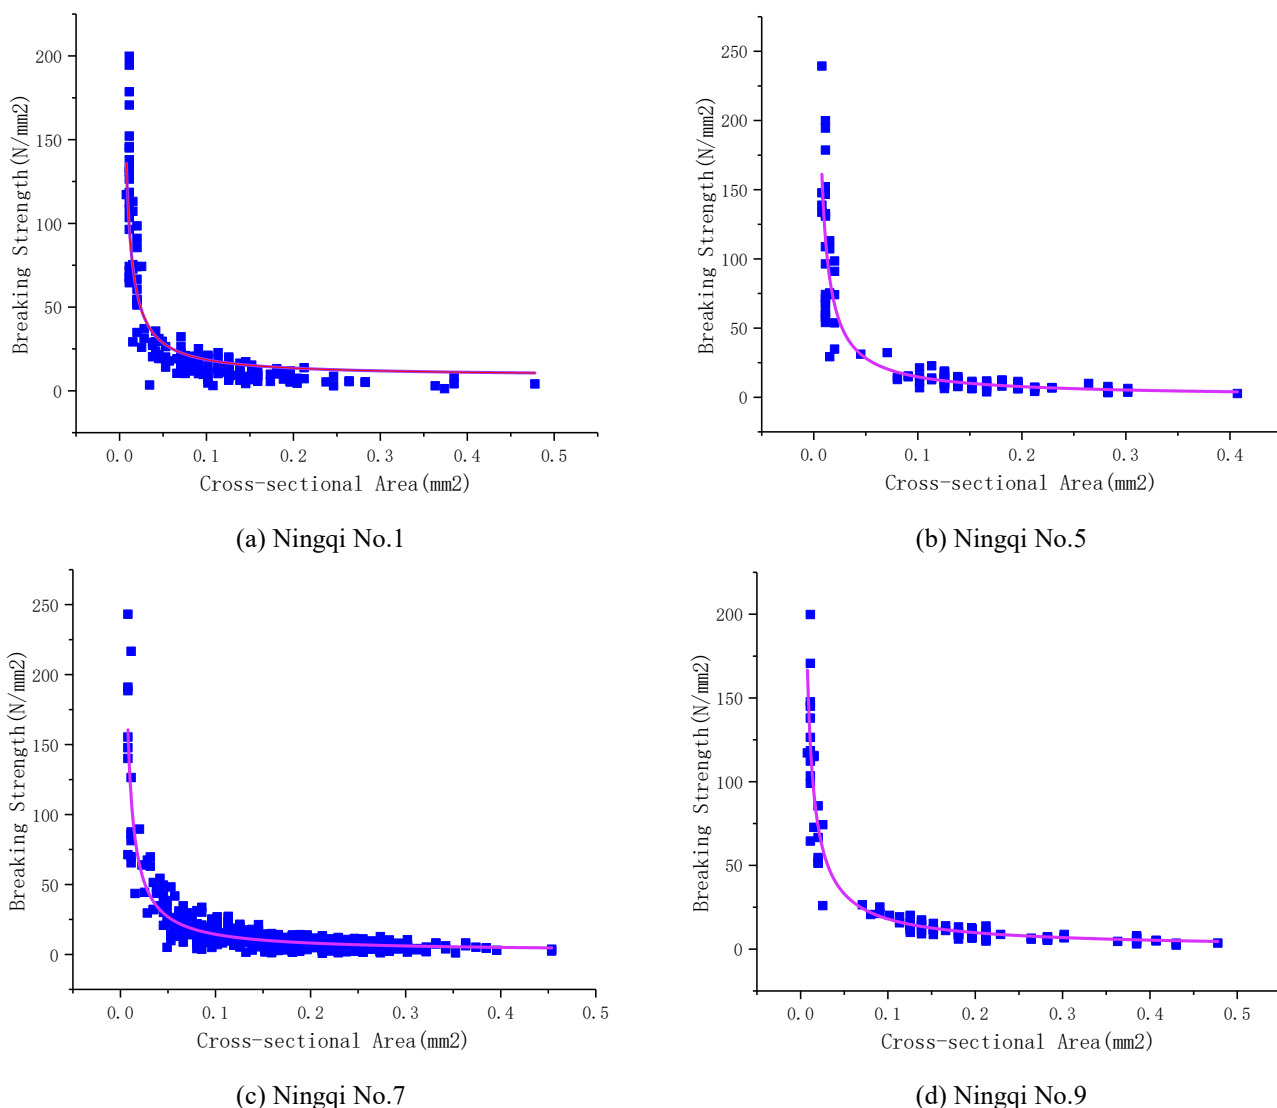 200
150
100
50
0
Breaking Strength(N/mm2)
0.0 0.1 0.2 0.3 0.4 0.5
Cross-sectional Area(mm2)
(a) Ningqi No.1
250
200
150
100
50
0
Breaking Strength(N/mm2)
0.0 0.1 0.2 0.3 0.4
Cross-sectional Area(mm2)
(b) Ningqi No.5
250
200
150
100
50
0
Breaking Strength(N/mm2)
0.0 0.1 0.2 0.3 0.4 0.5
Cross-sectional Area(mm2)
(c) Ningqi No.7
200
150
100
50
0
Breaking Strength(N/mm2)
0.0 0.1 0.2 0.3 0.4 0.5
Cross-sectional Area(mm2)
(d) Ningqi No.9